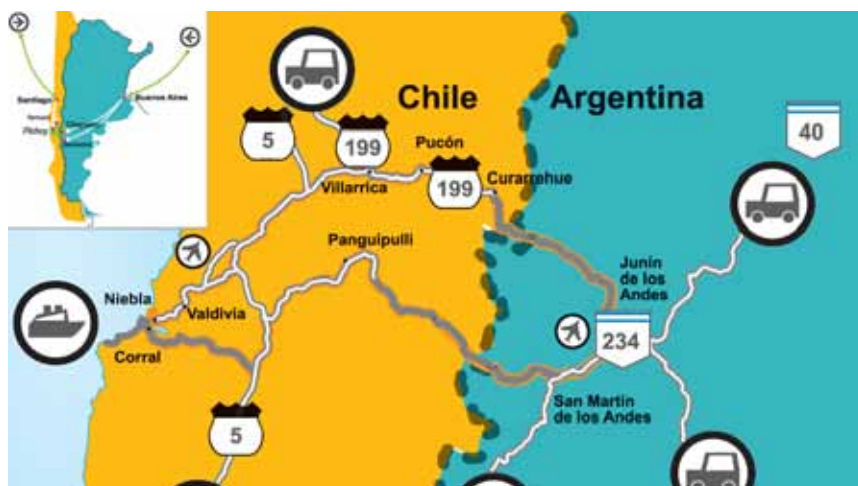 Santiago
Buenos Aires
Chile
Argentina
5
199
40
Pucón
199
Villarrica
Curarrehue
Panguipulli
Junín
de los
Andes
Niebla
Valdivia
234
Corral
San Martín
de los Andes
5